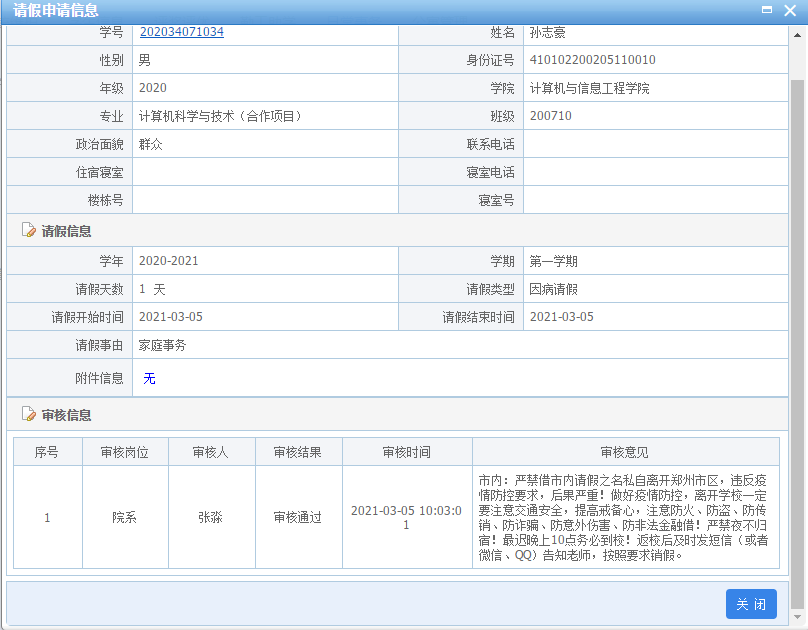 请假申请信息
学号 202034071034 姓名 孙志豪
性别 男 身份证号 410102200205110010
年级 2020 学院 计算机与信息工程学院
专业 计算机科学与技术（合作项目） 班级 200710
政治面貌 群众 联系电话
住宿寝室 寝室电话
楼栋号 寝室号
请假信息
学年 2020-2021 学期 第一学期
请假天数 1 天 请假类型 因病请假
请假开始时间 2021-03-05 请假结束时间 2021-03-05
请假事由 家庭事务
附件信息 无
审核信息
序号 审核岗位 审核人 审核结果 审核时间 审核意见
1 院系 张淼 审核通过 2021-03-05 10:03:0
1
市内：严禁借市内请假之名私自离开郑州市区，违反疫
情防控要求，后果严重！做好疫情防控，离开学校一定
要注意交通安全，提高戒备心，注意防火、防盗、防传
销、防诈骗、防意外伤害、防非法金融借！严禁夜不归
宿！最迟晚上10点务必到校！返校后及时发短信（或者
微信、QQ）告知老师，按照要求销假。
关 闭